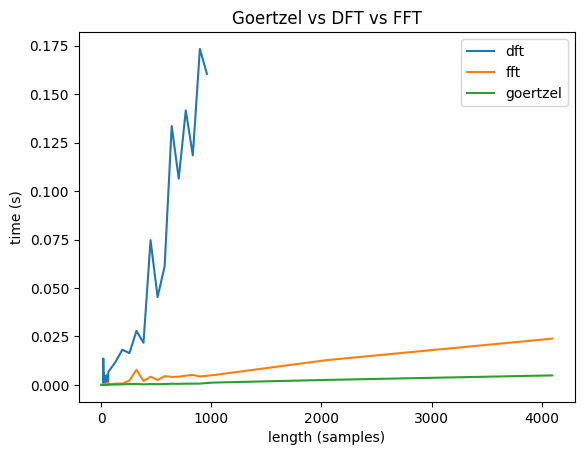 Goertzel vs DFT vs FFT
dft
fft
goertzel
0.175
0.150
0.125
0.100
0.075
0.050
0.025
0.000
time (s)
0
1000
2000
3000
4000
length (samples)